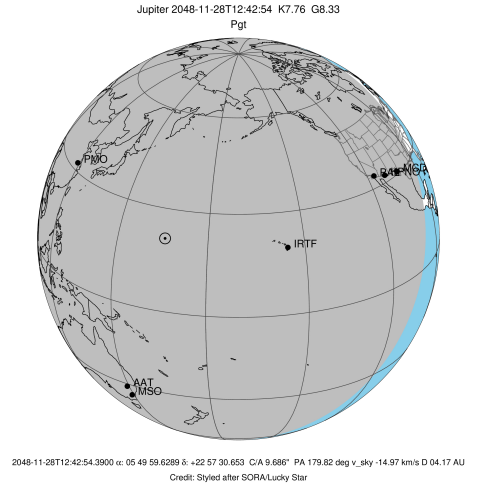 Jupiter 2048-11-28T12:42:54 K7.76 G8.33
Pgt
PMO
IRTF
AAT
MSO
2048-11-28T12:42:54.3900 α: 05 49 59.6289 δ: +22 57 30.653 C/A 9.686" PA 179.82 deg v_sky -14.97 km/s D 04.17 AU
Credit: Styled after SORA/Lucky Star